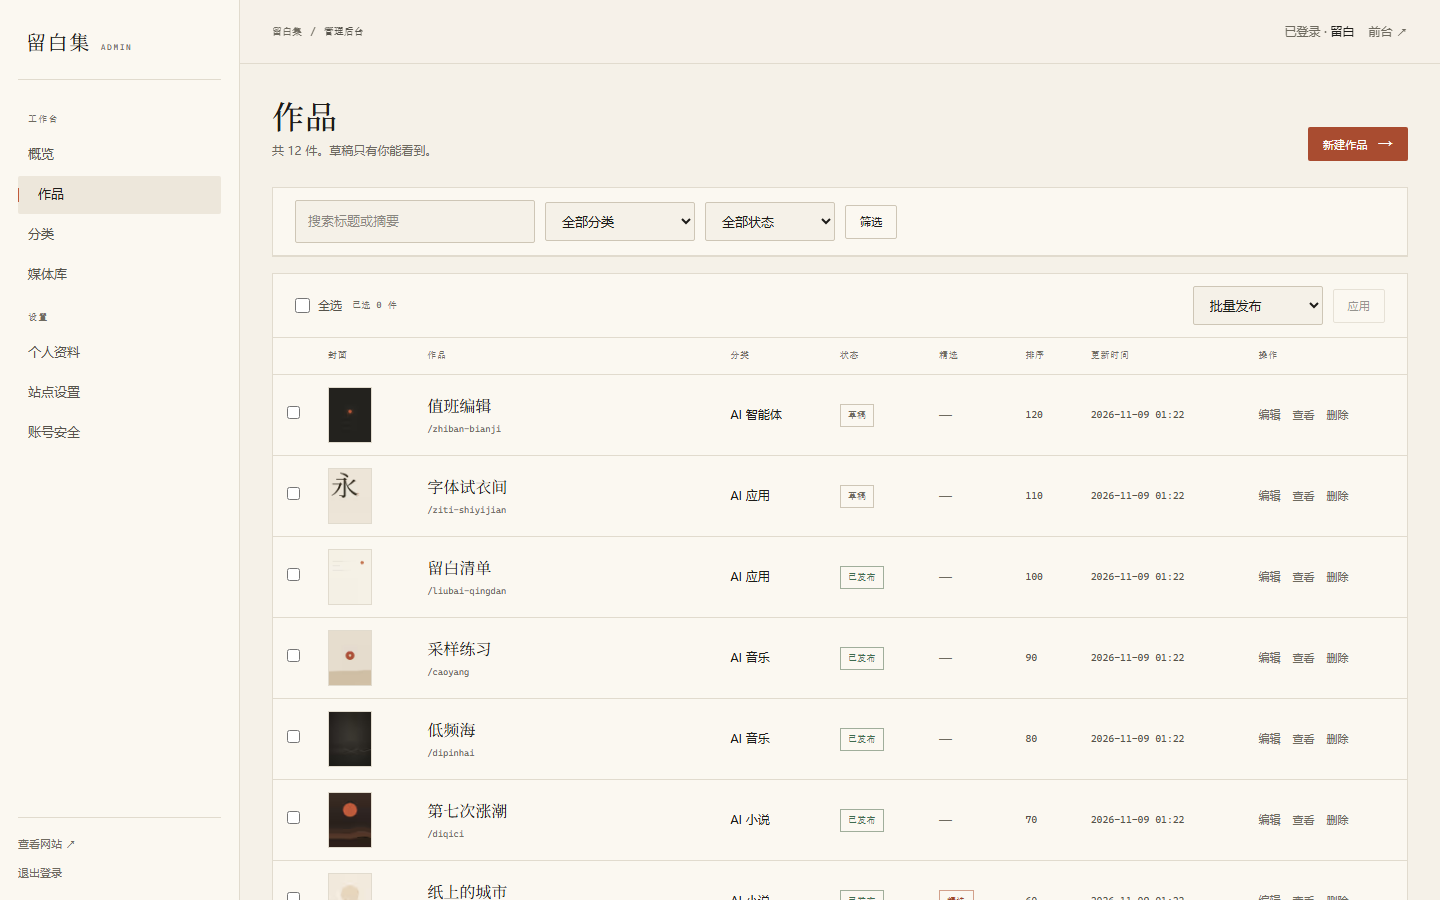 留白集 ADMIN
工作台
概览
作品
分类
媒体库
设置
个人资料
站点设置
账号安全
查看网站 ↗
退出登录
留白集 / 管理后台
已登录 · 留白 前台 ↗
作品
共 12 件。草稿只有你能看到。
新建作品 →
搜索标题或摘要 全部分类 全部状态 筛选
全选 已选 0 件 批量发布 应用
封面 作品 分类 状态 精选 排序 更新时间 操作
值班编辑 AI 智能体 草稿 — 120 2026-11-09 01:22 编辑 查看 删除
/zhiban-bianji
永
字体试衣间 AI 应用 草稿 — 110 2026-11-09 01:22 编辑 查看 删除
/ziti-shiyijian
留白清单 AI 应用 已发布 — 100 2026-11-09 01:22 编辑 查看 删除
/liubai-qingdan
采样练习 AI 音乐 已发布 — 90 2026-11-09 01:22 编辑 查看 删除
/caoyang
低频海 AI 音乐 已发布 — 80 2026-11-09 01:22 编辑 查看 删除
/dipinhai
第七次涨潮 AI 小说 已发布 — 70 2026-11-09 01:22 编辑 查看 删除
/diqici
纸上的城市 AI 小说 已发布